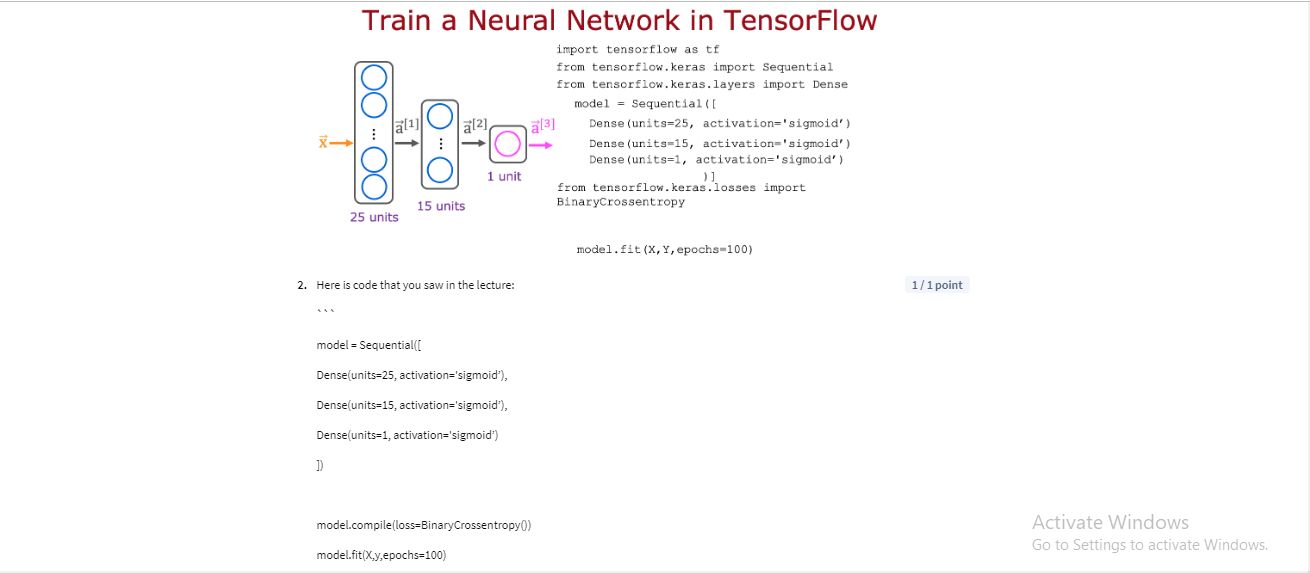 Train a Neural Network in TensorFlow
import tensorflow as tf
from tensorflow.keras import Sequential
from tensorflow.keras.layers import Dense
model = Sequential([
Dense(units=25, activation='sigmoid’)
Dense(units=15, activation='sigmoid’)
Dense(units=1, activation='sigmoid’)
)]
from tensorflow.keras.losses import
BinaryCrossentropy
model.fit(X,Y,epochs=100)
x⃗
a⃗[1]
a⃗[2]
a⃗[3]
1 unit
15 units
25 units
2. Here is code that you saw in the lecture:
1 / 1 point
```
model = Sequential([
Dense(units=25, activation='sigmoid’),
Dense(units=15, activation='sigmoid’),
Dense(units=1, activation='sigmoid’)
])
model.compile(loss=BinaryCrossentropy())
model.fit(X,y,epochs=100)
Activate Windows
Go to Settings to activate Windows.